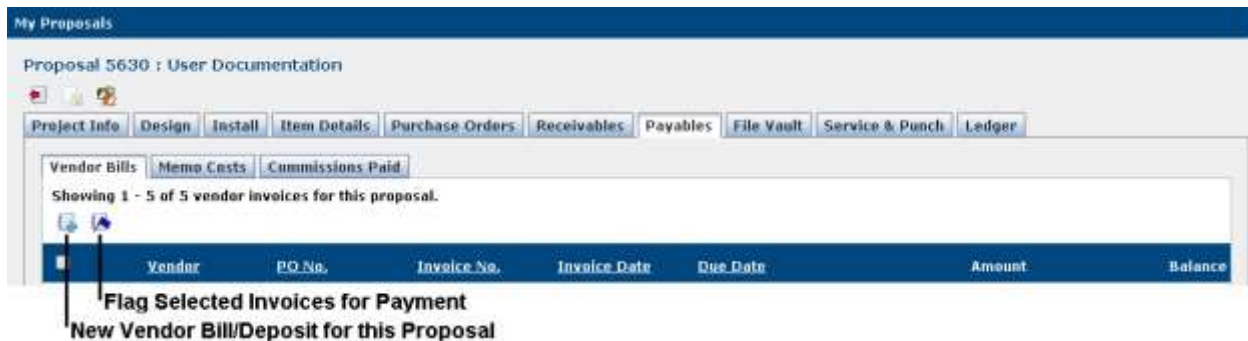 My Proposals
Proposal 5630 : User Documentation
Project Info Design Install Item Details Purchase Orders Receivables Payables File Vault Service & Punch Ledger
Vendor Bills Memo Costs Commissions Paid
Showing 1 - 5 of 5 vendor invoices for this proposal.
Vendor PO No. Invoice No. Invoice Date Due Date Amount Balance
Flag Selected Invoices for Payment
New Vendor Bill/Deposit for this Proposal